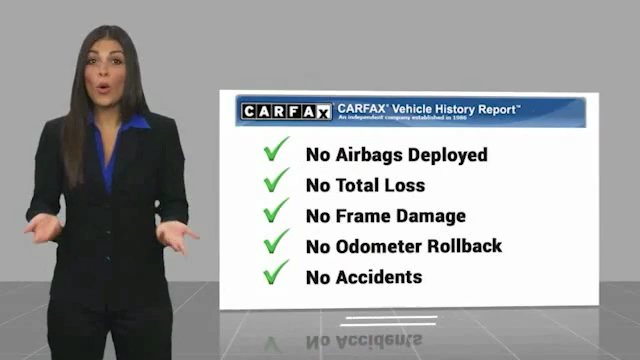 CARFAX CARFAX® Vehicle History Report™
An independent company established in 1986
No Airbags Deployed
No Total Loss
No Frame Damage
No Odometer Rollback
No Accidents